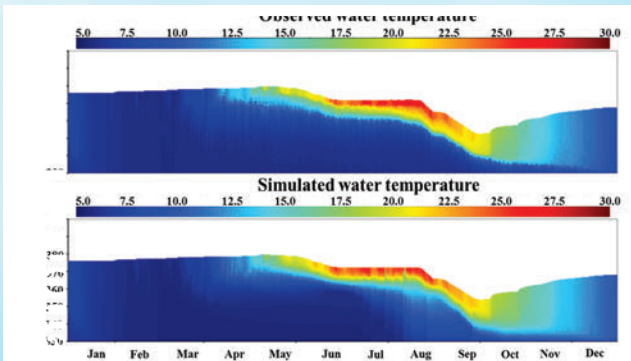 Observed water temperature
5.0 7.5 10.0 12.5 15.0 17.5 20.0 22.5 25.0 27.5 30.0
Simulated water temperature
5.0 7.5 10.0 12.5 15.0 17.5 20.0 22.5 25.0 27.5 30.0
Jan Feb Mar Apr May Jun Jul Aug Sep Oct Nov Dec